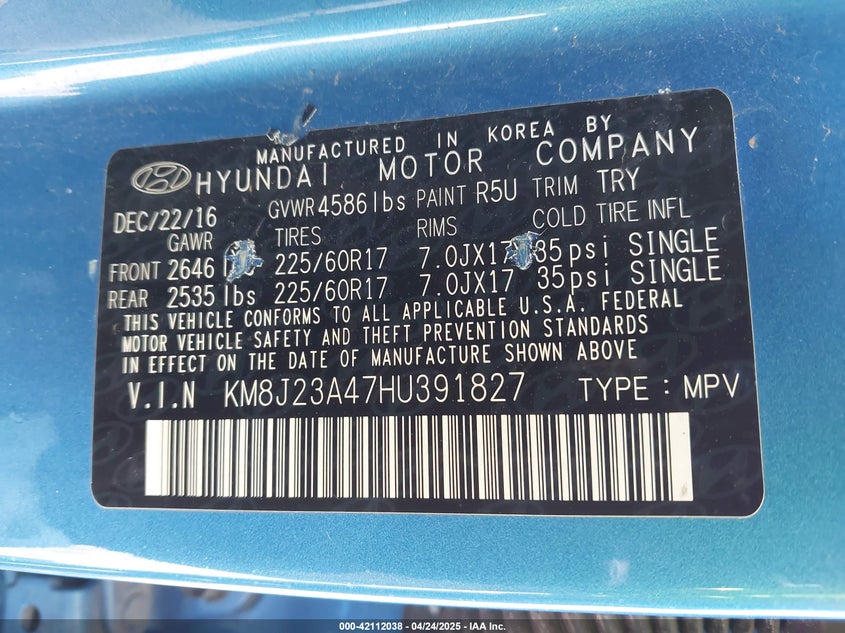 MANUFACTURED IN KOREA BY
HYUNDAI MOTOR COMPANY
DEC/22/16 GVWR 4586 lbs PAINT R5U TRIM TRY
GAWR TIRES RIMS COLD TIRE INFL
FRONT 2646 225/60R17 7.0JX17 35 psi SINGLE
REAR 2535 lbs 225/60R17 7.0JX17 35 psi SINGLE
THIS VEHICLE CONFORMS TO ALL APPLICABLE U.S.A. FEDERAL
MOTOR VEHICLE SAFETY AND THEFT PREVENTION STANDARDS
IN EFFECT ON THE DATE OF MANUFACTURE SHOWN ABOVE
V.I.N KM8J23A47HU391827 TYPE : MPV
000-42112038 - 04/24/2025 - IAA Inc.